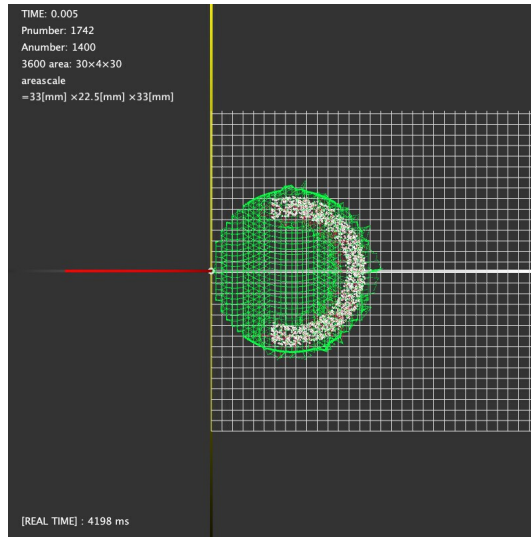 TIME: 0.005
Pnumber: 1742
Anumber: 1400
3600 area: 30×4×30
areascale
=33[mm] ×22.5[mm] ×33[mm]
[REAL TIME] : 4198 ms